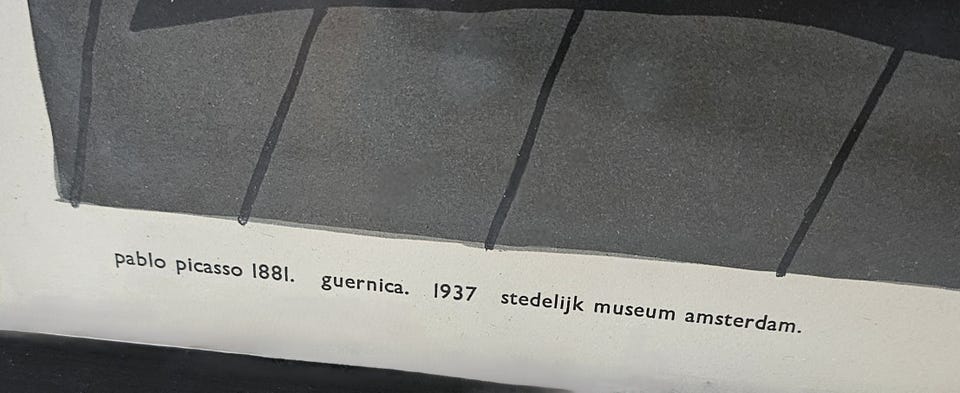 pablo picasso 1881. guernica. 1937 stedelijk museum amsterdam.